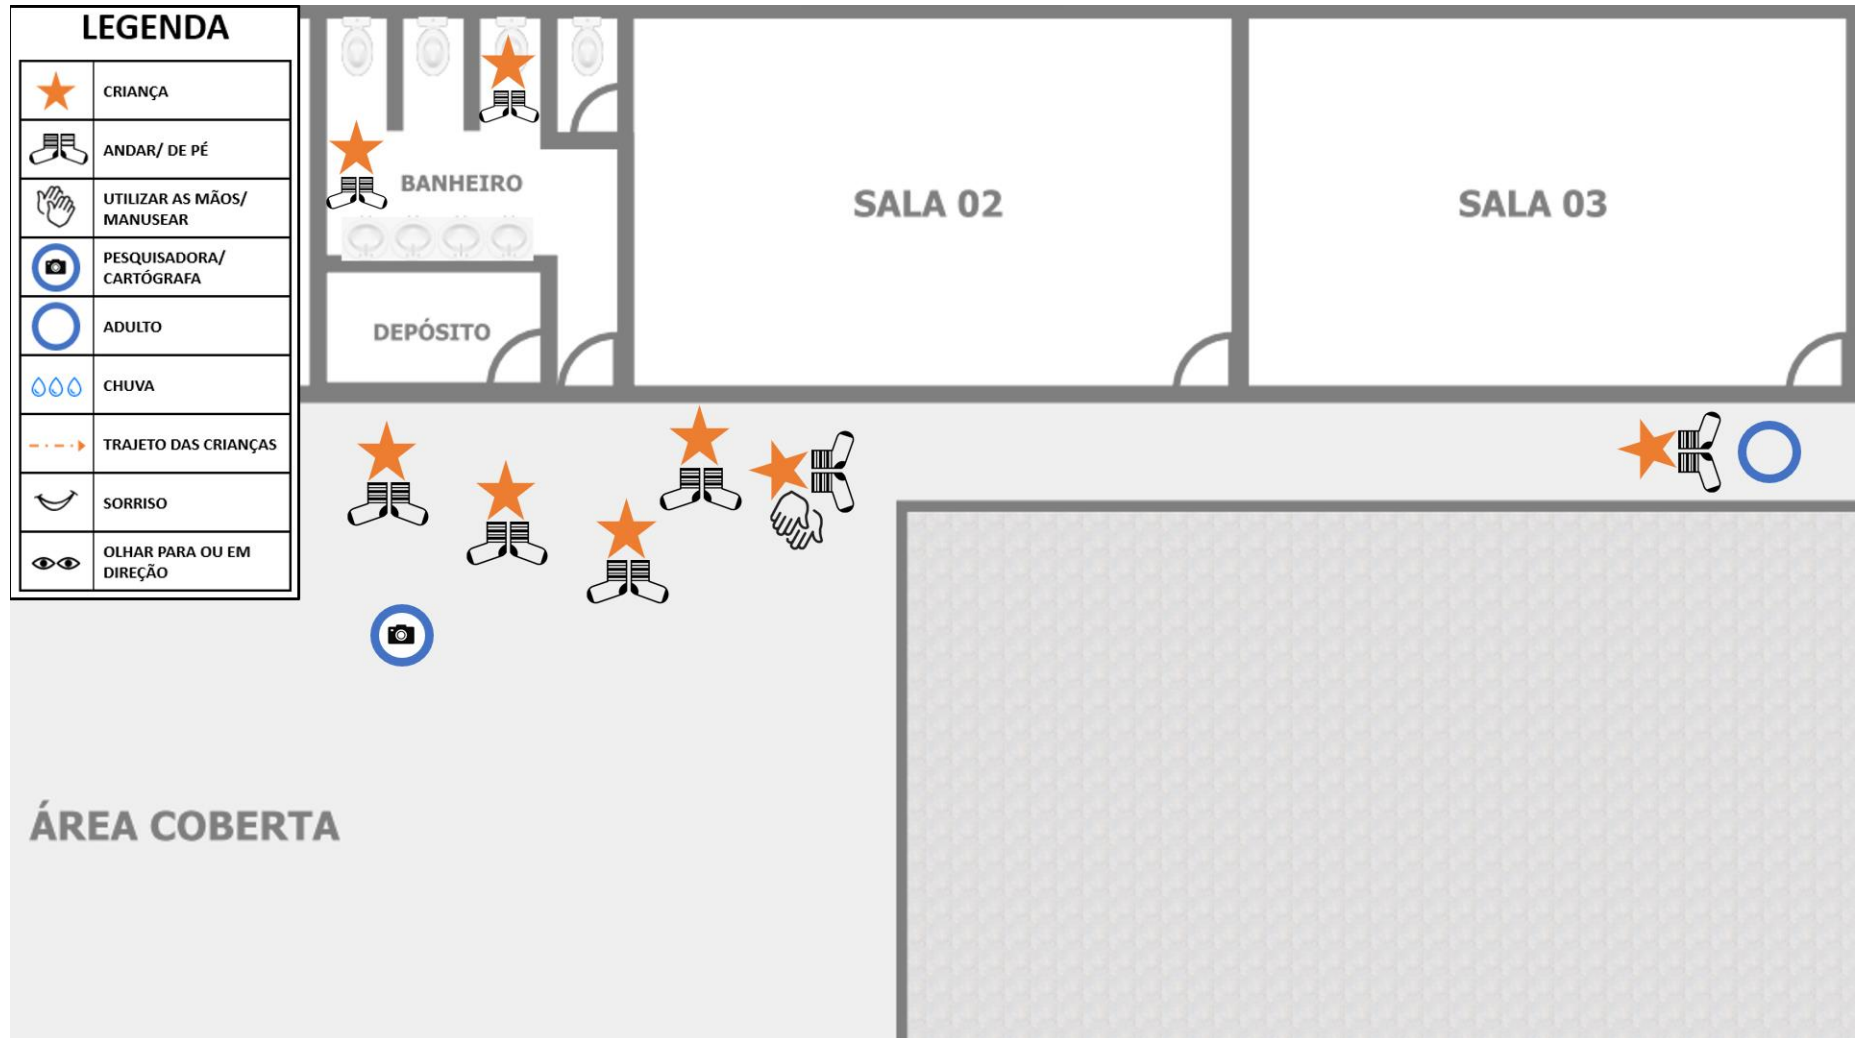 LEGENDA
CRIANÇA
ANDAR/ DE PÉ
UTILIZAR AS MÃOS/
MANUSEAR
PESQUISADORA/
CARTÓGRAFA
ADULTO
CHUVA
TRAJETO DAS CRIANÇAS
SORRISO
OLHAR PARA OU EM
DIREÇÃO
BANHEIRO
DEPÓSITO
SALA 02
SALA 03
ÁREA COBERTA